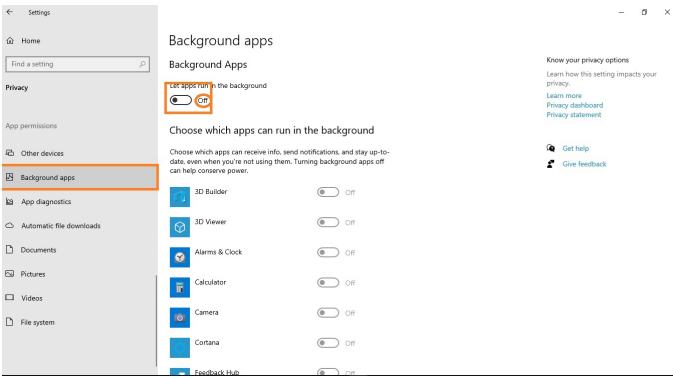 Settings
Home
Find a setting
Privacy
App permissions
Other devices
Background apps
App diagnostics
Automatic file downloads
Documents
Pictures
Videos
File system
Background apps
Background Apps
Let apps run in the background
Off
Choose which apps can run in the background
Choose which apps can receive info, send notifications, and stay up-to-
date, even when you're not using them. Turning background apps off
can help conserve power.
3D Builder Off
3D Viewer Off
Alarms & Clock Off
Calculator Off
Camera Off
Cortana Off
Feedback Hub Off
Know your privacy options
Learn how this setting impacts your
privacy.
Learn more
Privacy dashboard
Privacy statement
Get help
Give feedback